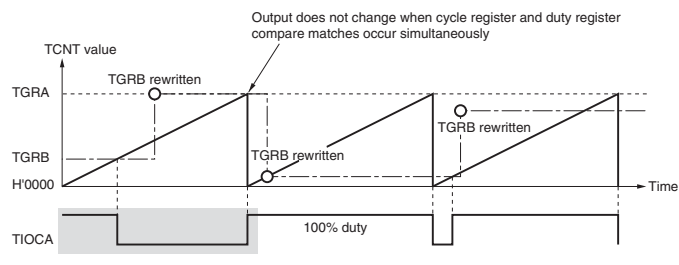 Output does not change when cycle register and duty register
compare matches occur simultaneously
TCNT value
TGRB rewritten
TGRA
TGRB rewritten
TGRB
TGRB rewritten
H'0000
Time
100% duty
TIOCA